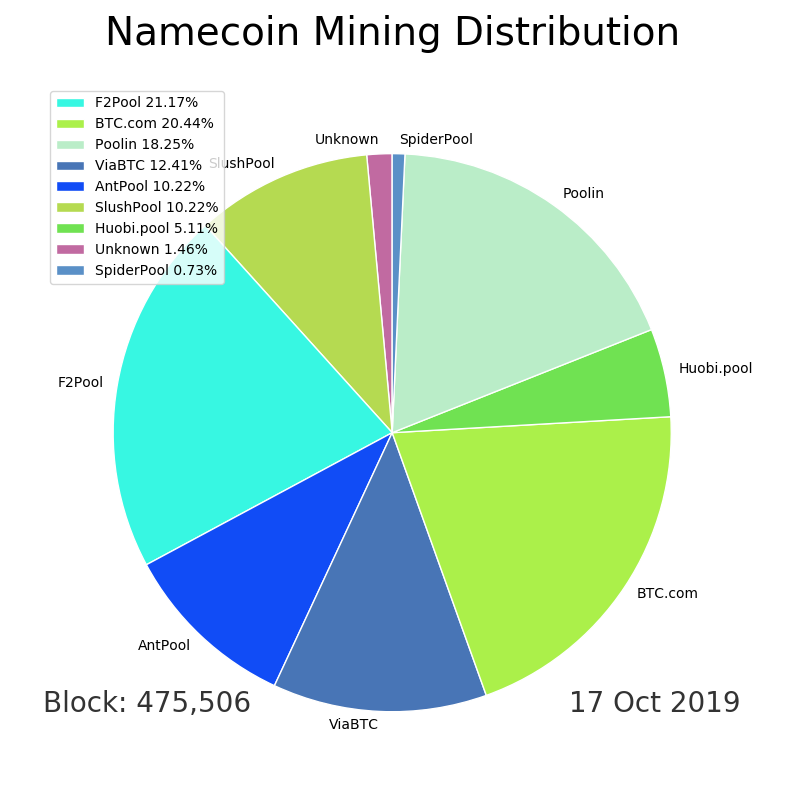 Namecoin Mining Distribution
F2Pool 21.17%
BTC.com 20.44%
Poolin 18.25%
ViaBTC 12.41%
AntPool 10.22%
SlushPool 10.22%
Huobi.pool 5.11%
Unknown 1.46%
SpiderPool 0.73%
Unknown
SpiderPool
SlushPool
Poolin
Huobi.pool
F2Pool
BTC.com
AntPool
ViaBTC
Block: 475,506
17 Oct 2019